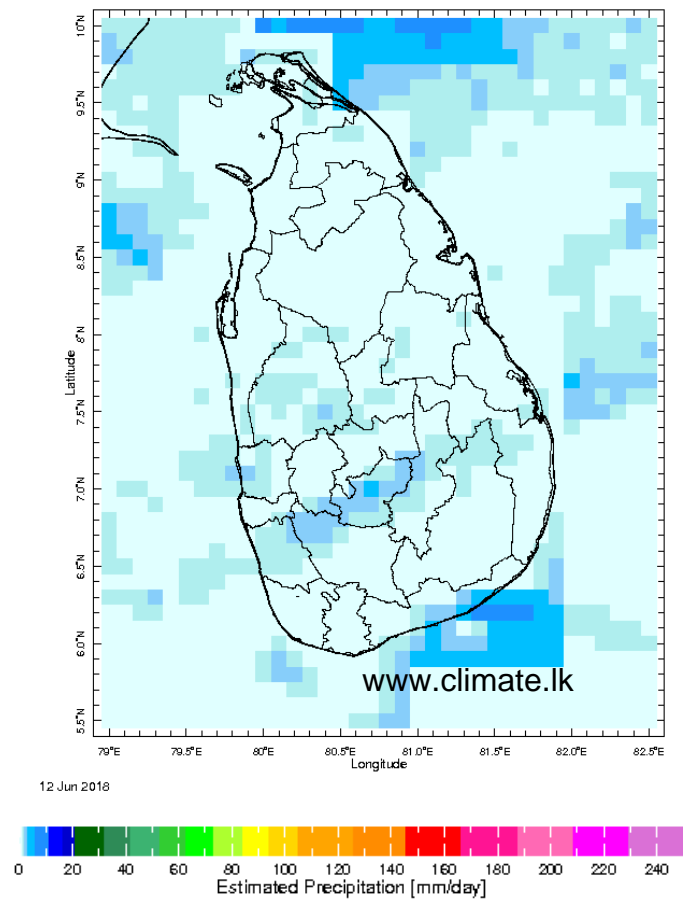 10°N
9.5°N
9°N
8.5°N
8°N
7.5°N
7.0°N
6.5°N
6.0°N
5.5°N
Latitude
www.climate.lk
79°E 79.5°E 80°E 80.5°E 81.0°E 81.5°E 82.0°E 82.5°E
Longitude
12 Jun 2018
0 20 40 60 80 100 120 140 160 180 200 220 240
Estimated Precipitation [mm/day]